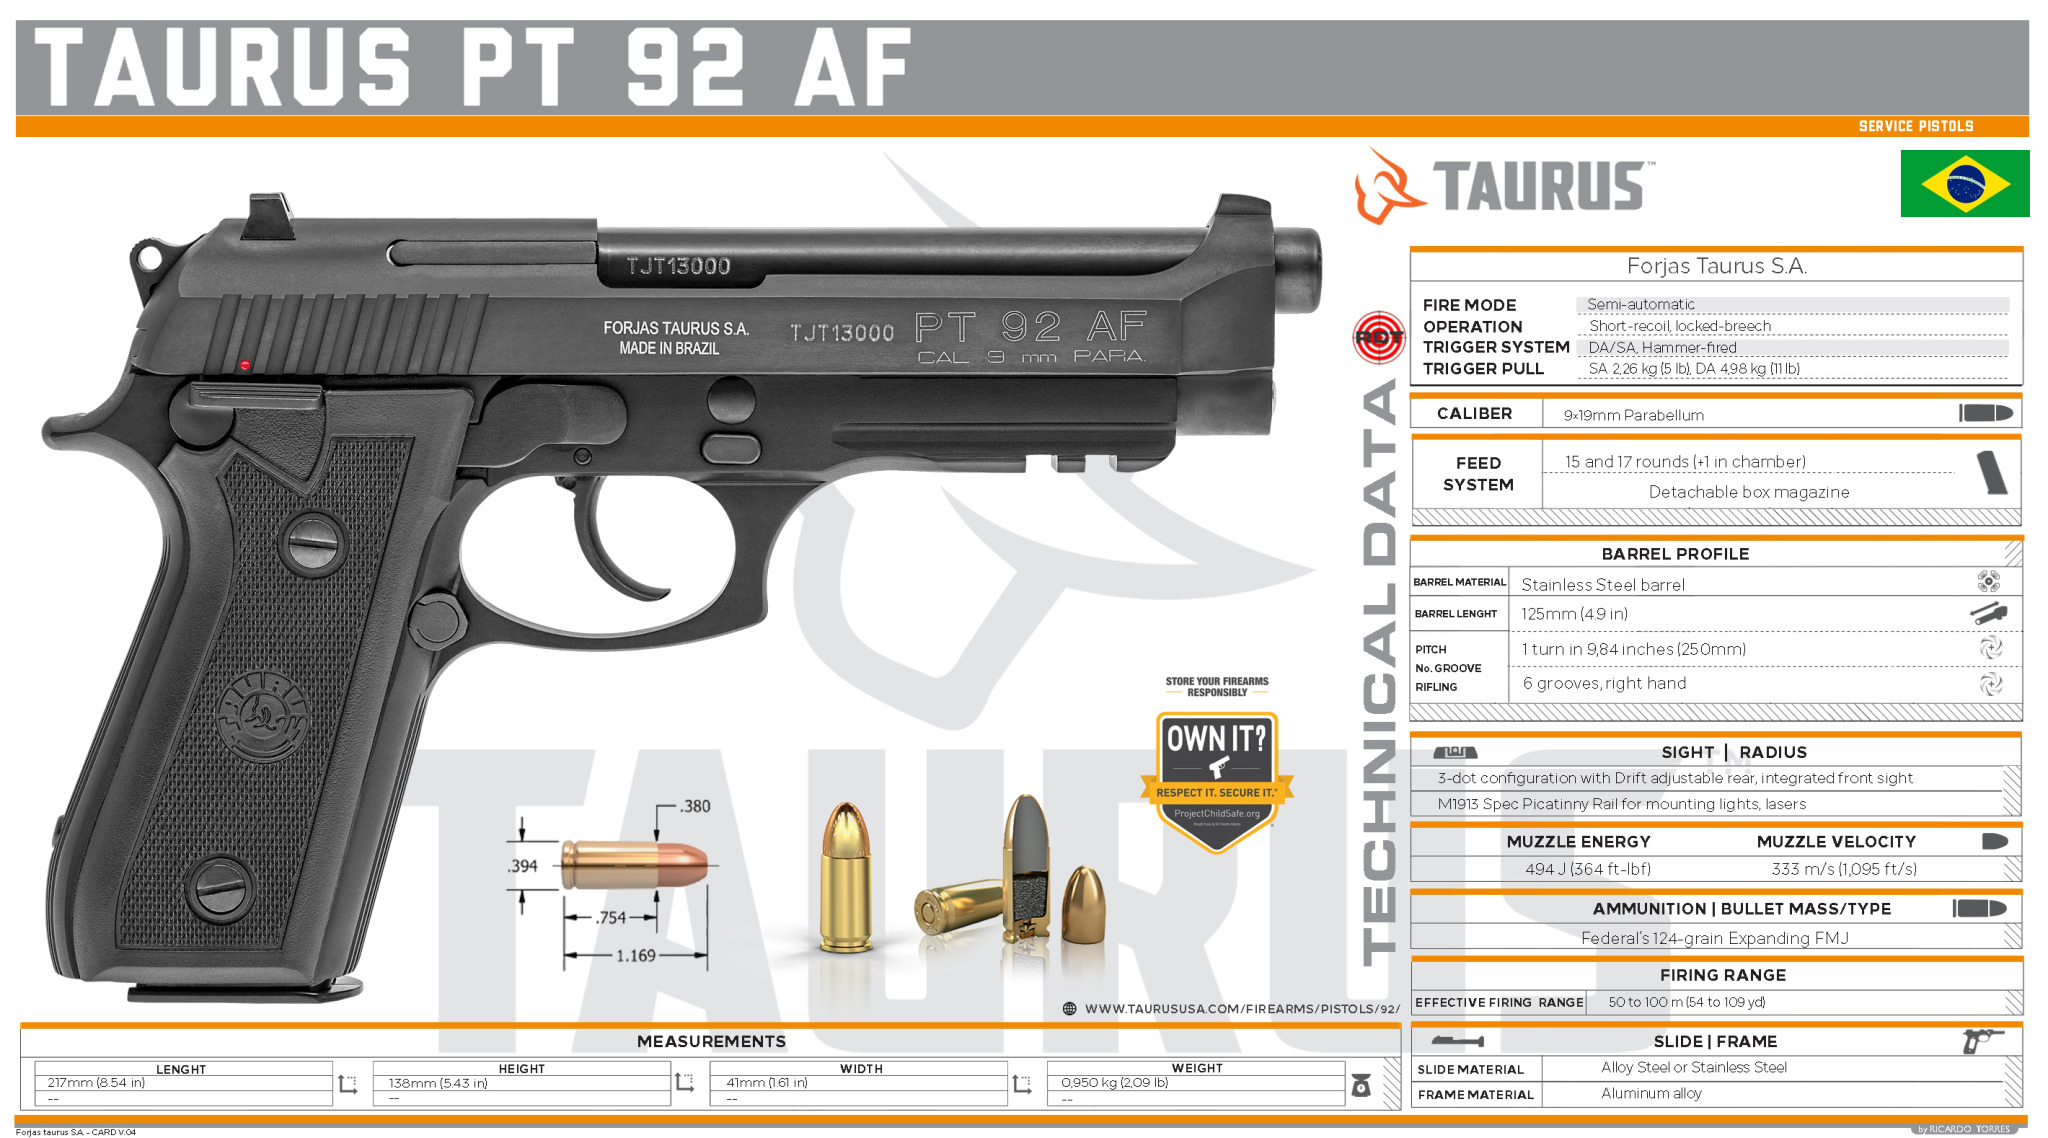 TAURUS PT 92 AF
SERVICE PISTOLS
TAURUS™
TJT13000
FORJAS TAURUS S.A.
MADE IN BRAZIL
TJT13000
PT 92 AF
CAL 9 mm PARA.
TAURUS
RDT
TECHNICAL DATA
Forjas Taurus S.A.
FIRE MODE Semi-automatic
OPERATION Short-recoil, locked-breech
TRIGGER SYSTEM DA/SA, Hammer-fired
TRIGGER PULL SA 2,26 kg (5 lb), DA 4,98 kg (11 lb)
CALIBER 9×19mm Parabellum
FEED SYSTEM
15 and 17 rounds (+1 in chamber)
Detachable box magazine
BARREL PROFILE
BARREL MATERIAL Stainless Steel barrel
BARREL LENGHT 125mm (4.9 in)
PITCH 1 turn in 9,84 inches (250mm)
No. GROOVE
RIFLING 6 grooves, right hand
SIGHT | RADIUS
3-dot configuration with Drift adjustable rear, integrated front sight
M1913 Spec Picatinny Rail for mounting lights, lasers
MUZZLE ENERGY MUZZLE VELOCITY
494 J (364 ft-lbf) 333 m/s (1,095 ft/s)
AMMUNITION | BULLET MASS/TYPE
Federal's 124-grain Expanding FMJ
FIRING RANGE
EFFECTIVE FIRING RANGE 50 to 100 m (54 to 109 yd)
SLIDE | FRAME
SLIDE MATERIAL Alloy Steel or Stainless Steel
FRAME MATERIAL Aluminum alloy
STORE YOUR FIREARMS
RESPONSIBLY
OWN IT?
RESPECT IT. SECURE IT.
ProjectChildSafe.org
.380
.394
.754
1.169
TAURUS™
WWW.TAURUSUSA.COM/FIREARMS/PISTOLS/92/
MEASUREMENTS
LENGHT HEIGHT WIDTH WEIGHT
217mm (8.54 in) 138mm (5.43 in) 41mm (1.61 in) 0,950 kg (2,09 lb)
-- -- -- --
Forjas taurus S.A. - CARD V.04
by RICARDO TORRES